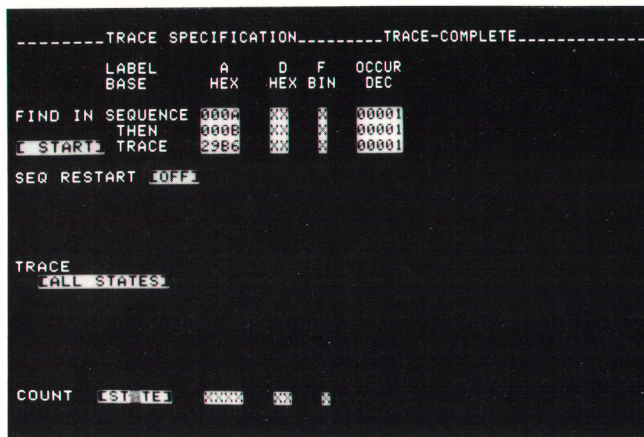 ________TRACE SPECIFICATION_________TRACE-COMPLETE_____________
LABEL A D F OCCUR
BASE HEX HEX BIN DEC
FIND IN SEQUENCE 000A XX X 00001
THEN 000B XX X 00001
[ START] TRACE 29B6 XX X 00001
SEQ RESTART [OFF]
TRACE
[ALL STATES]
COUNT [STATE] XXXX XX X